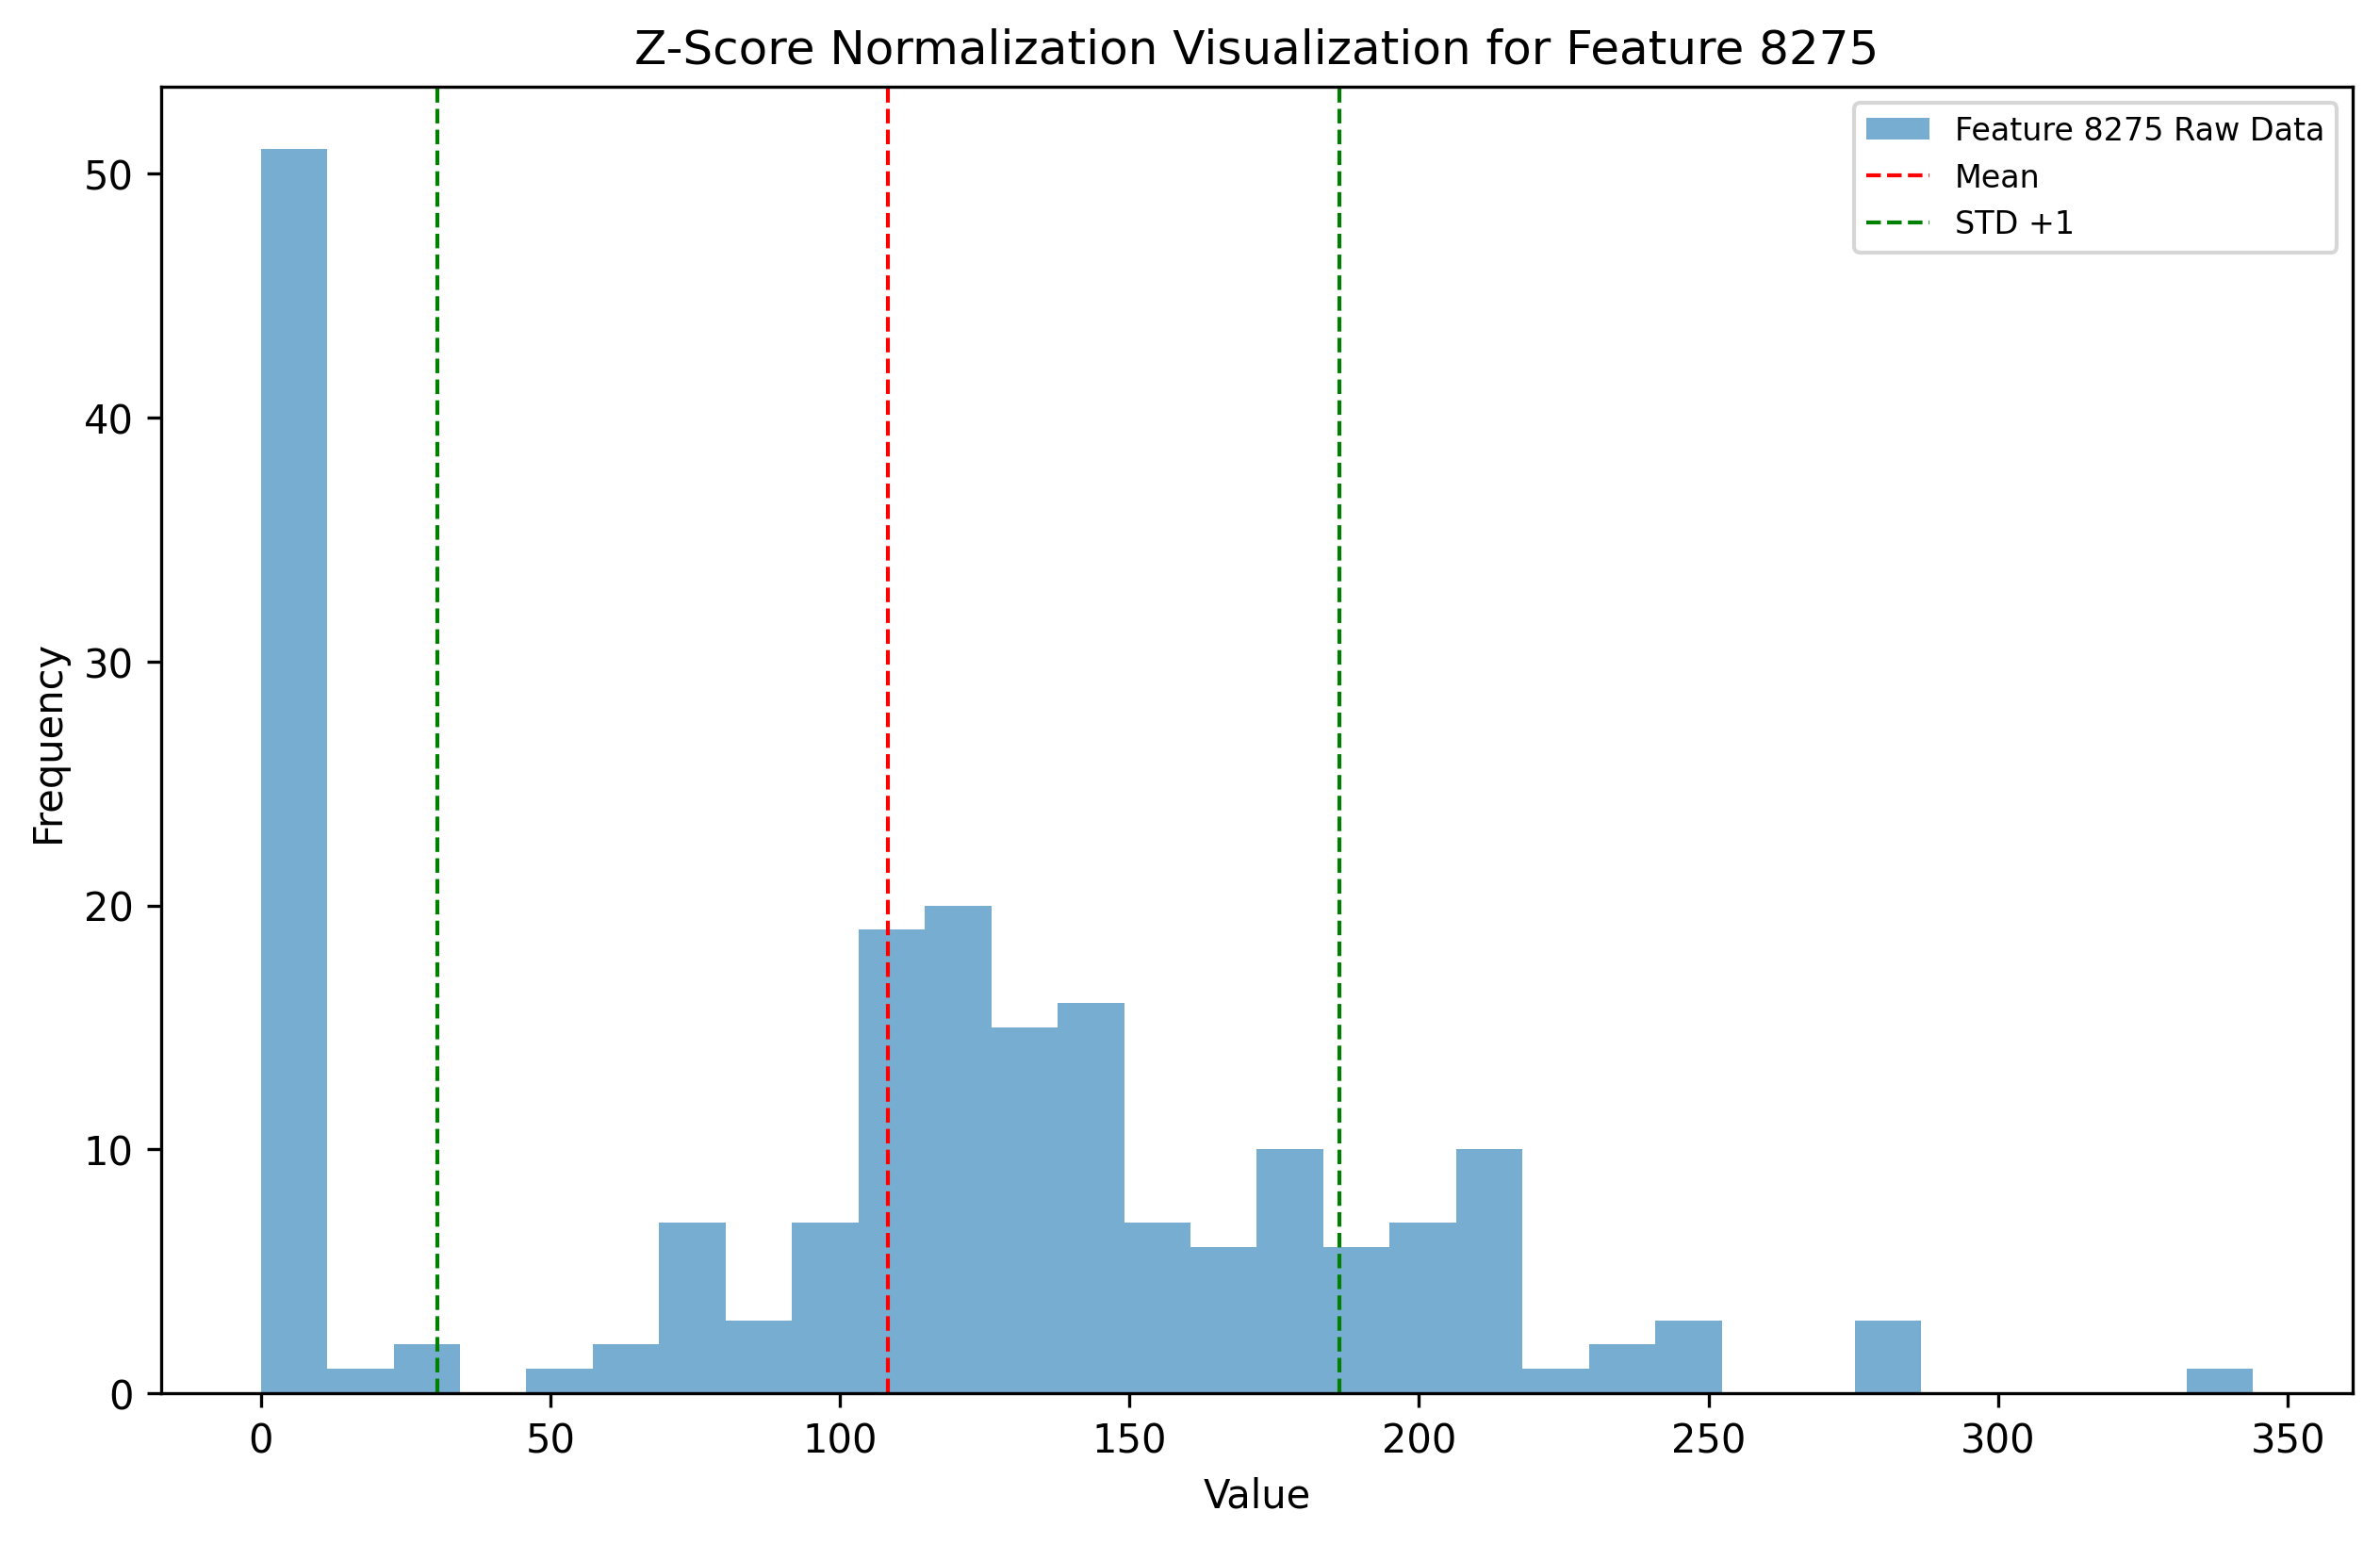 Z-Score Normalization Visualization for Feature 8275
Feature 8275 Raw Data
Mean
STD +1
50
40
30
20
10
0
Frequency
0 50 100 150 200 250 300 350
Value